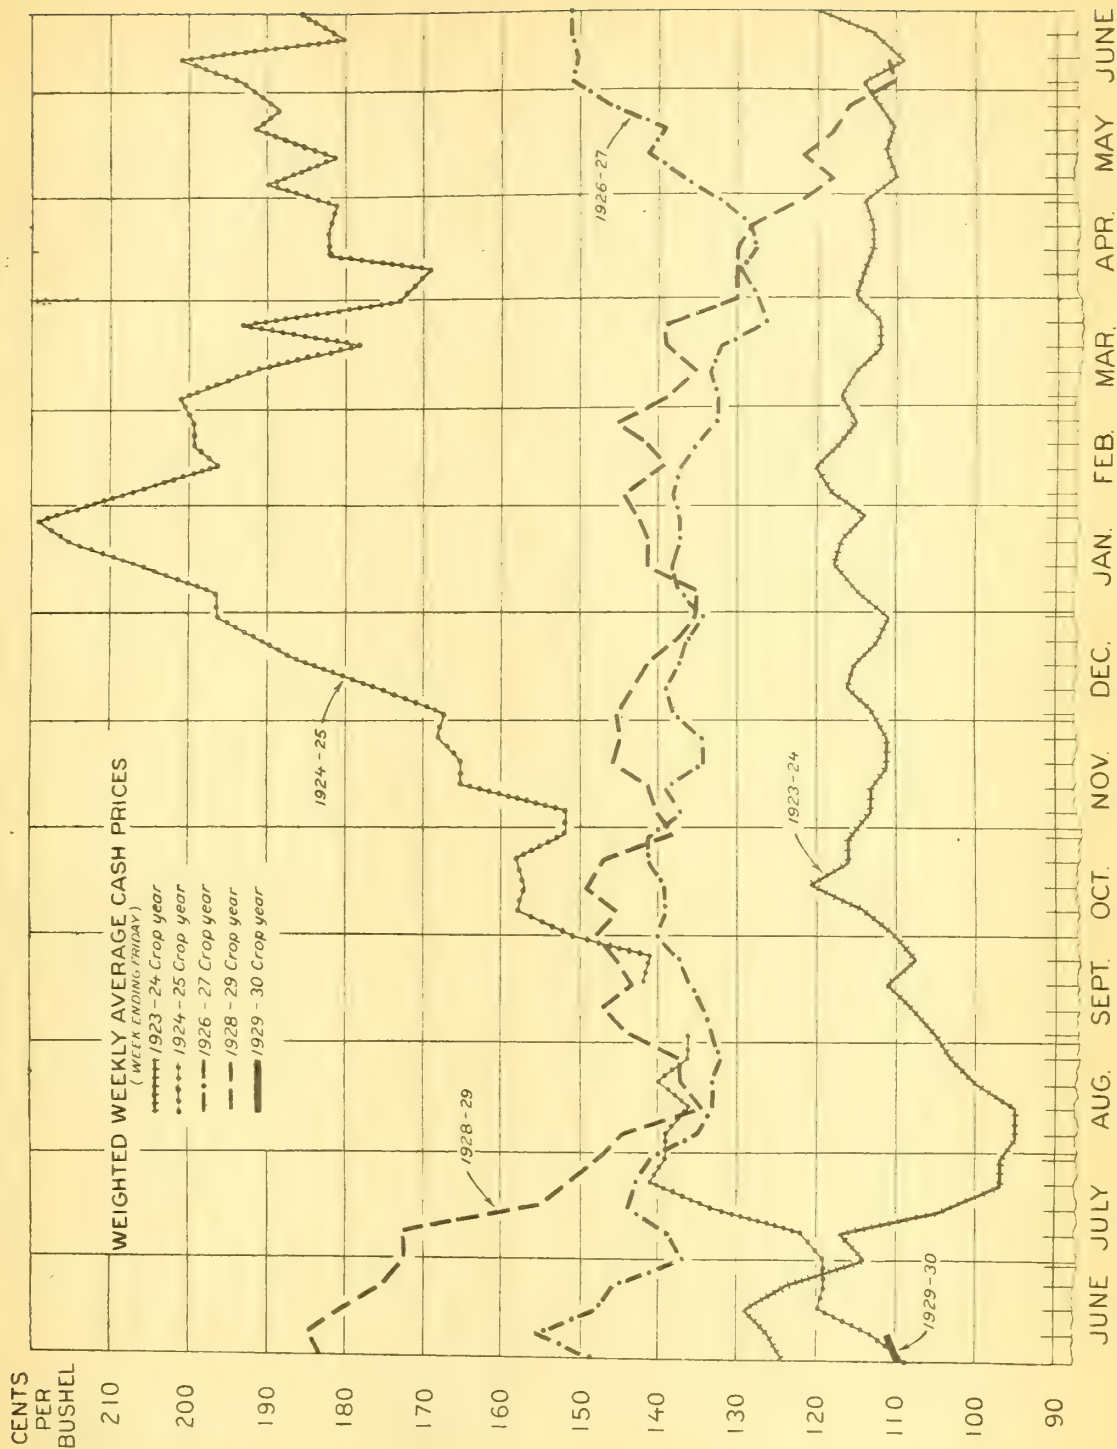 CENTS
PER
BUSHEL
WEIGHTED WEEKLY AVERAGE CASH PRICES
(WEEK ENDING FRIDAY)
1923-24 Crop year
1924-25 Crop year
1926-27 Crop year
1928-29 Crop year
1929-30 Crop year
210
200
190
180
170
160
150
140
130
120
110
100
90
1924-25
1926-27
1928-29
1923-24
1929-30
JUNE JULY AUG. SEPT. OCT. NOV. DEC. JAN. FEB. MAR. APR. MAY JUNE